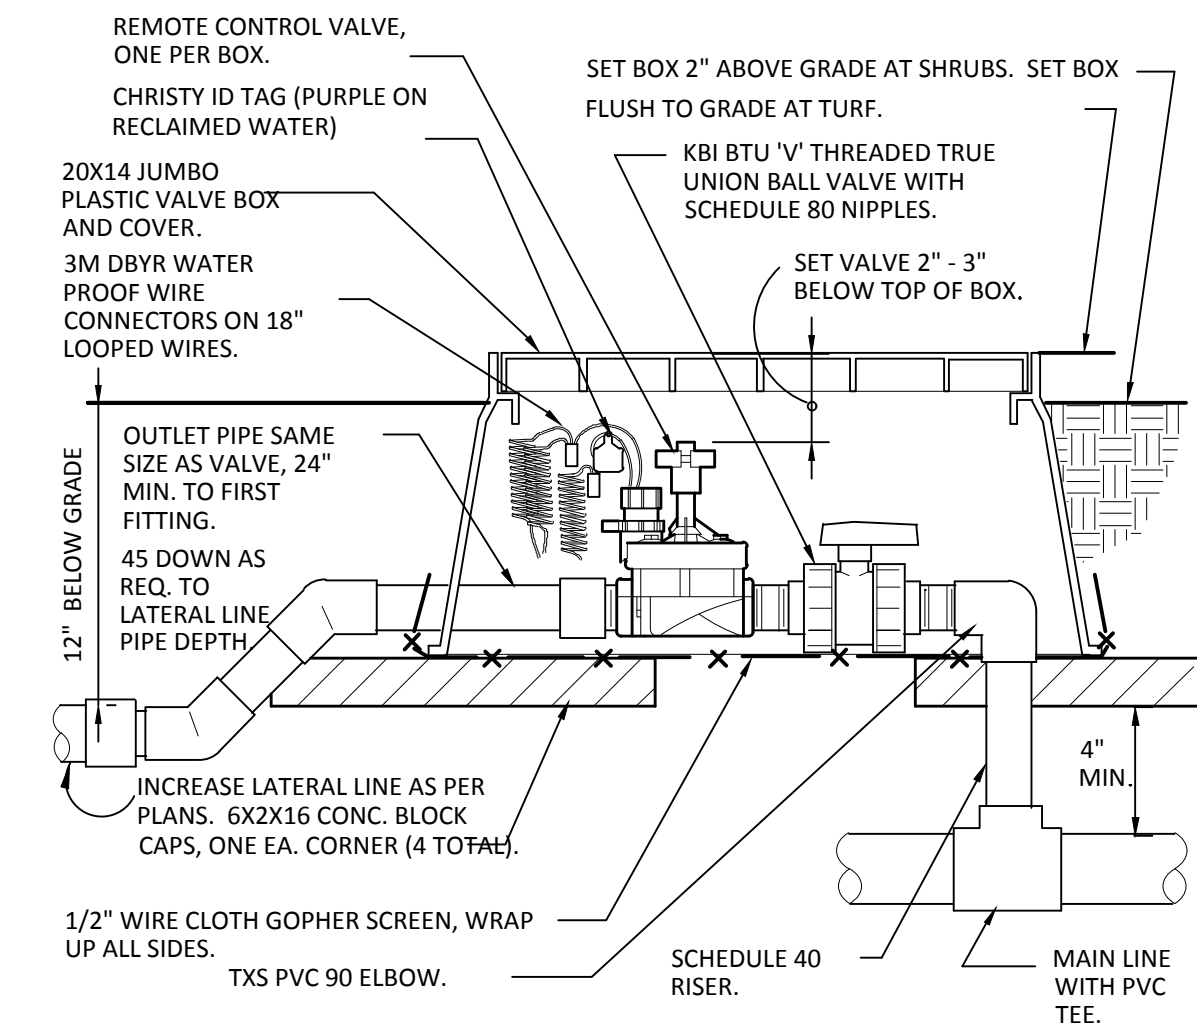 REMOTE CONTROL VALVE,
ONE PER BOX.
CHRISTY ID TAG (PURPLE ON
RECLAIMED WATER)
20X14 JUMBO
PLASTIC VALVE BOX
AND COVER.
3M DBYR WATER
PROOF WIRE
CONNECTORS ON 18"
LOOPED WIRES.
SET BOX 2" ABOVE GRADE AT SHRUBS. SET BOX
FLUSH TO GRADE AT TURF.
KBI BTU 'V' THREADED TRUE
UNION BALL VALVE WITH
SCHEDULE 80 NIPPLES.
SET VALVE 2" - 3"
BELOW TOP OF BOX.
OUTLET PIPE SAME
SIZE AS VALVE, 24"
MIN. TO FIRST
FITTING.
45 DOWN AS
REQ. TO
LATERAL LINE
PIPE DEPTH.
12" BELOW GRADE
INCREASE LATERAL LINE AS PER
PLANS. 6X2X16 CONC. BLOCK
CAPS, ONE EA. CORNER (4 TOTAL).
4"
MIN.
1/2" WIRE CLOTH GOPHER SCREEN, WRAP
UP ALL SIDES.
TXS PVC 90 ELBOW.
SCHEDULE 40
RISER.
MAIN LINE
WITH PVC
TEE.